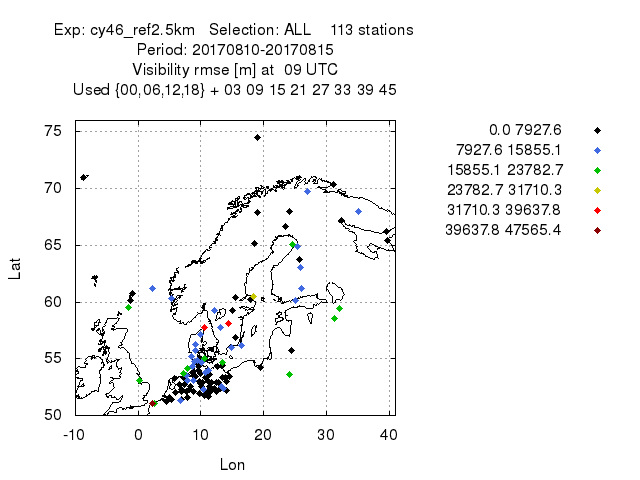 Exp: cy46_ref2.5km Selection: ALL 113 stations
Period: 20170810-20170815
Visibility rmse [m] at 09 UTC
Used {00,06,12,18} + 03 09 15 21 27 33 39 45
0.0 7927.6
7927.6 15855.1
15855.1 23782.7
23782.7 31710.3
31710.3 39637.8
39637.8 47565.4
75
70
65
60
55
50
Lat
-10 0 10 20 30 40
Lon